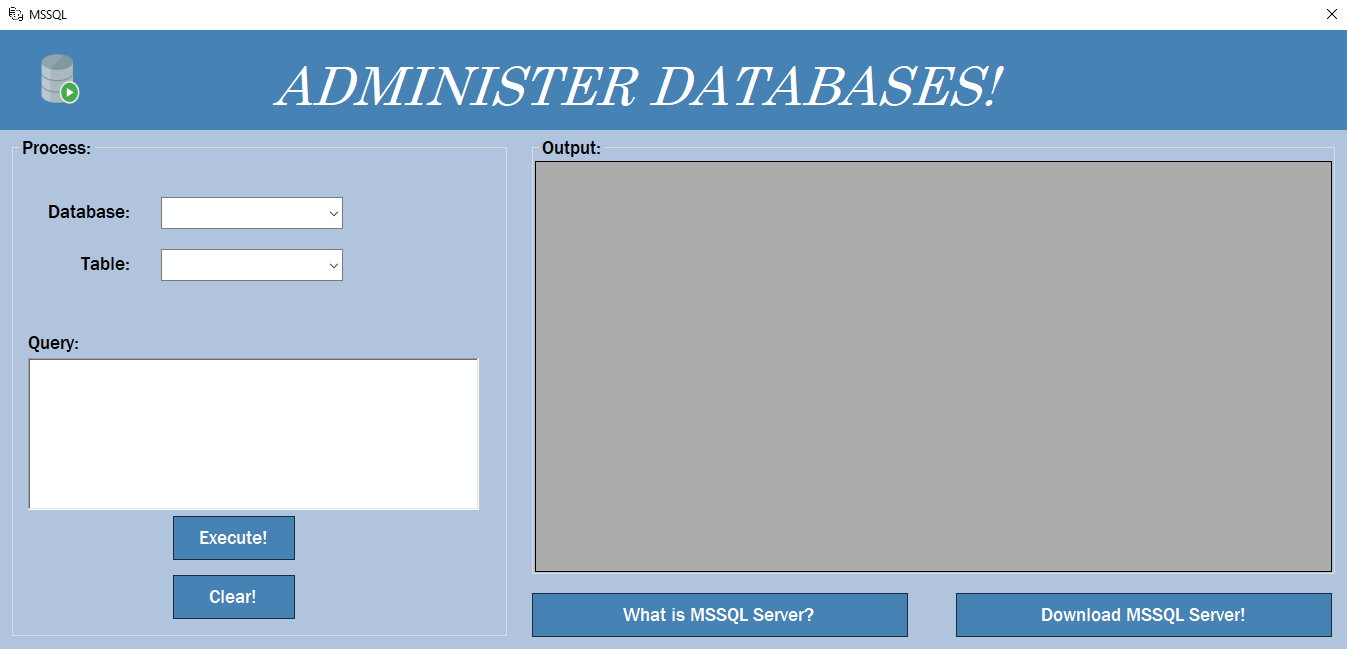 MSSQL
ADMINISTER DATABASES!
Process:
Database:
Table:
Query:
Execute!
Clear!
Output:
What is MSSQL Server?
Download MSSQL Server!